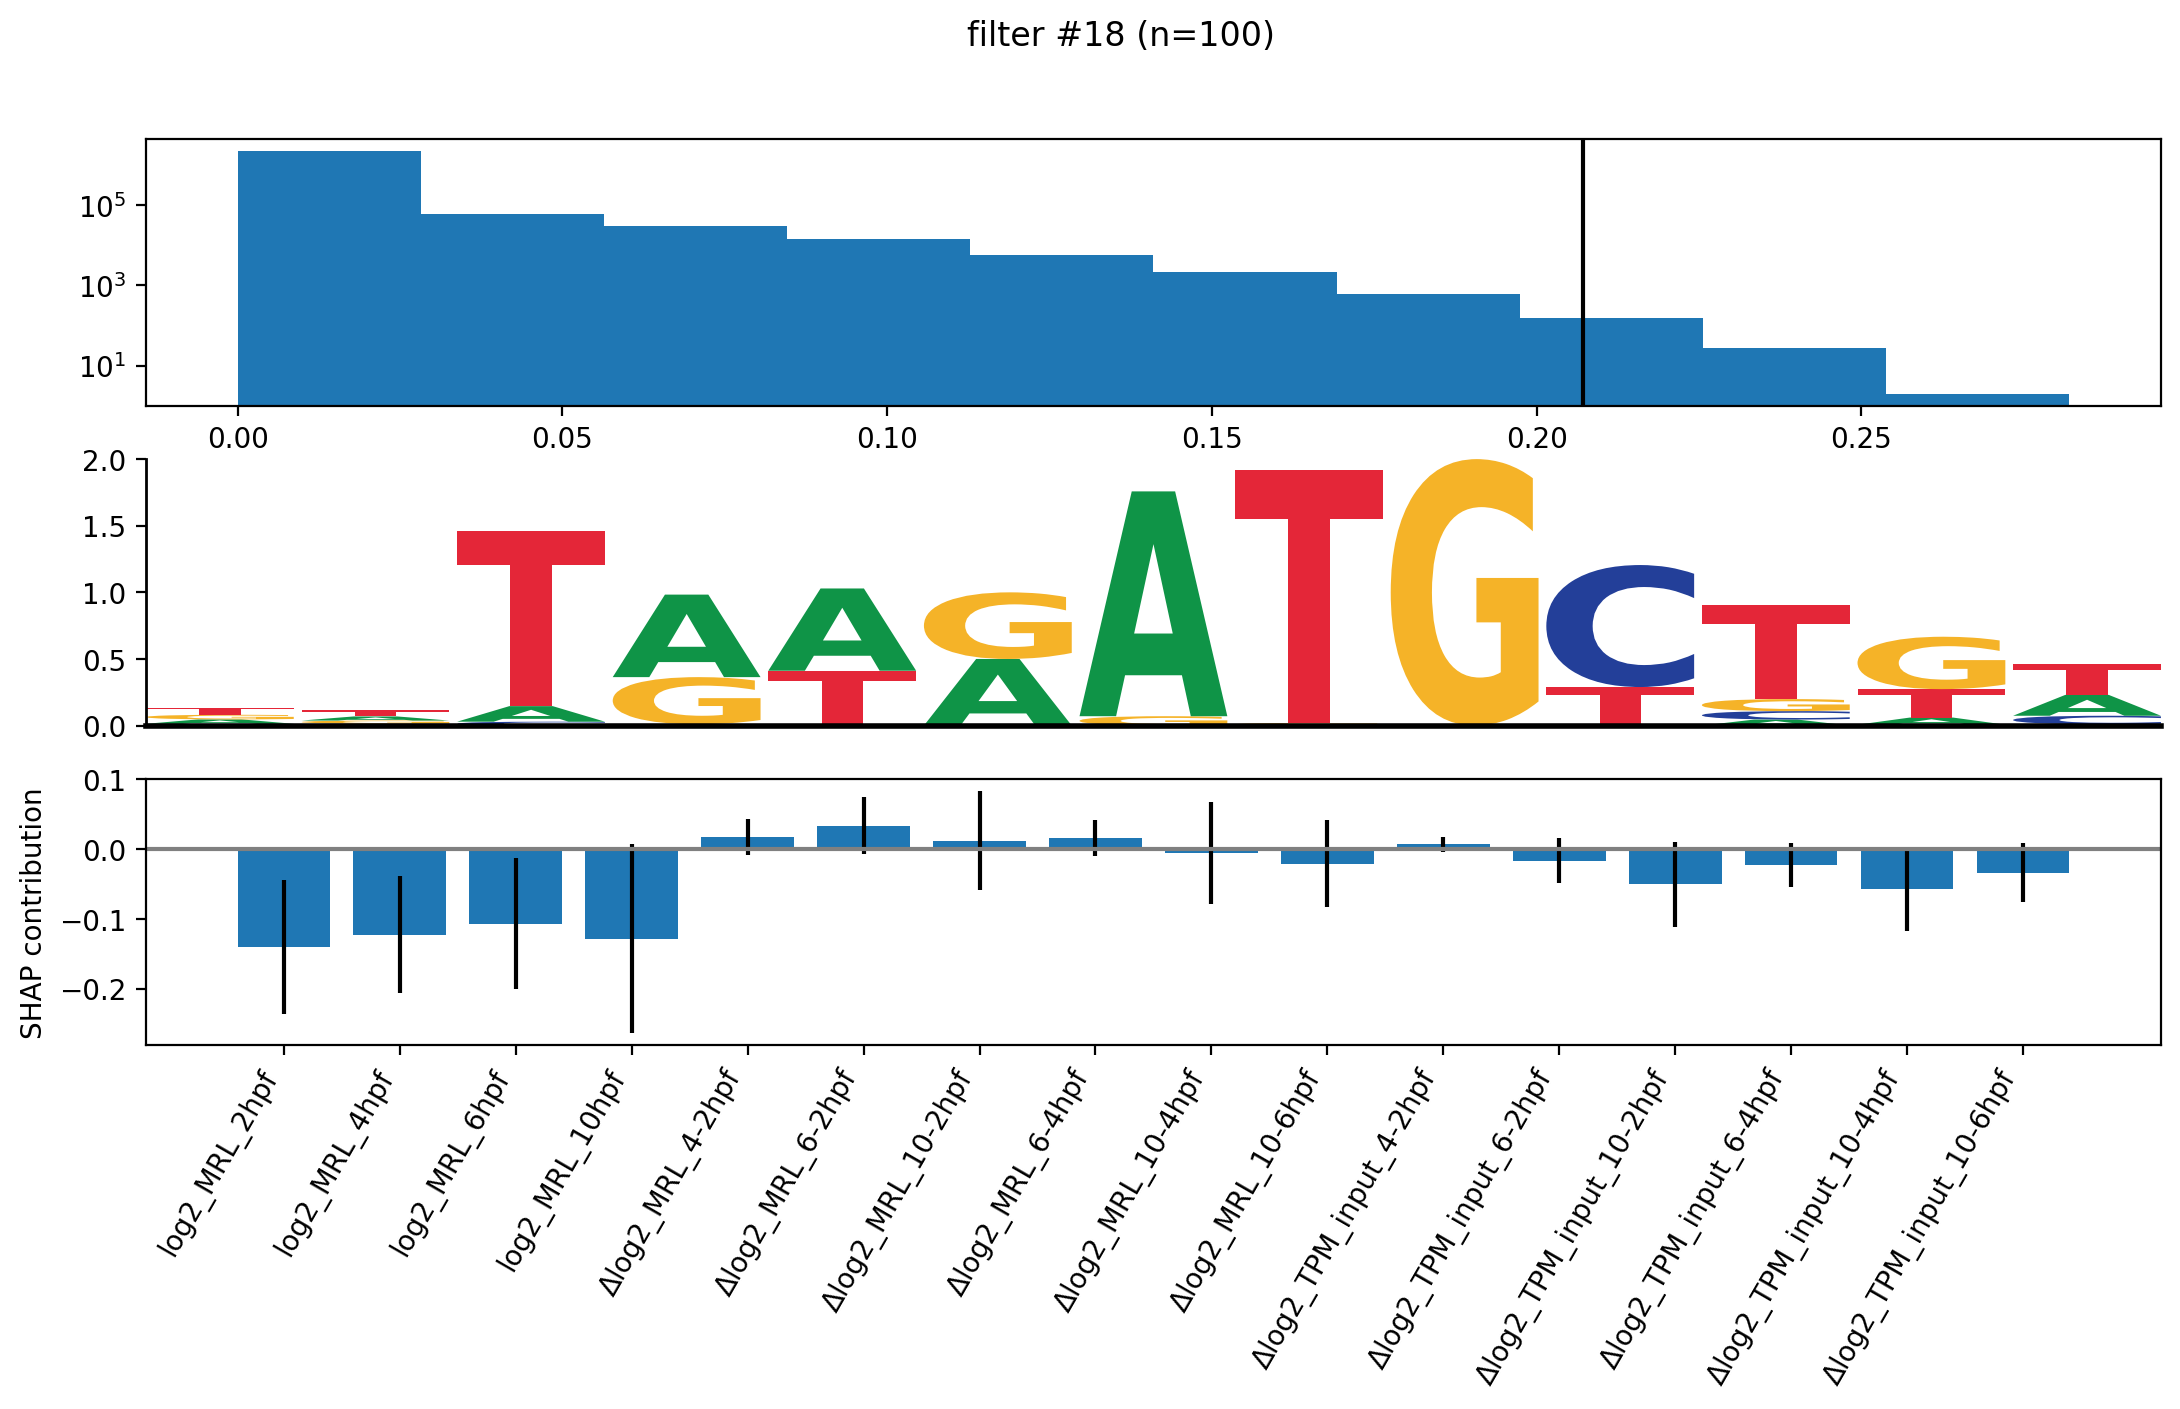 filter #18 (n=100)
10^5
10^3
10^1
0.00 0.05 0.10 0.15 0.20 0.25
2.0
1.5
1.0
0.5
0.0
T T T A A G A T G C T G T
G A A G T A G T G T A
A G C A C
0.1
0.0
−0.1
−0.2
SHAP contribution
log2_MRL_2hpf
log2_MRL_4hpf
log2_MRL_6hpf
log2_MRL_10hpf
Δlog2_MRL_4-2hpf
Δlog2_MRL_6-2hpf
Δlog2_MRL_10-2hpf
Δlog2_MRL_6-4hpf
Δlog2_MRL_10-4hpf
Δlog2_MRL_10-6hpf
Δlog2_TPM_input_4-2hpf
Δlog2_TPM_input_6-2hpf
Δlog2_TPM_input_10-2hpf
Δlog2_TPM_input_6-4hpf
Δlog2_TPM_input_10-4hpf
Δlog2_TPM_input_10-6hpf